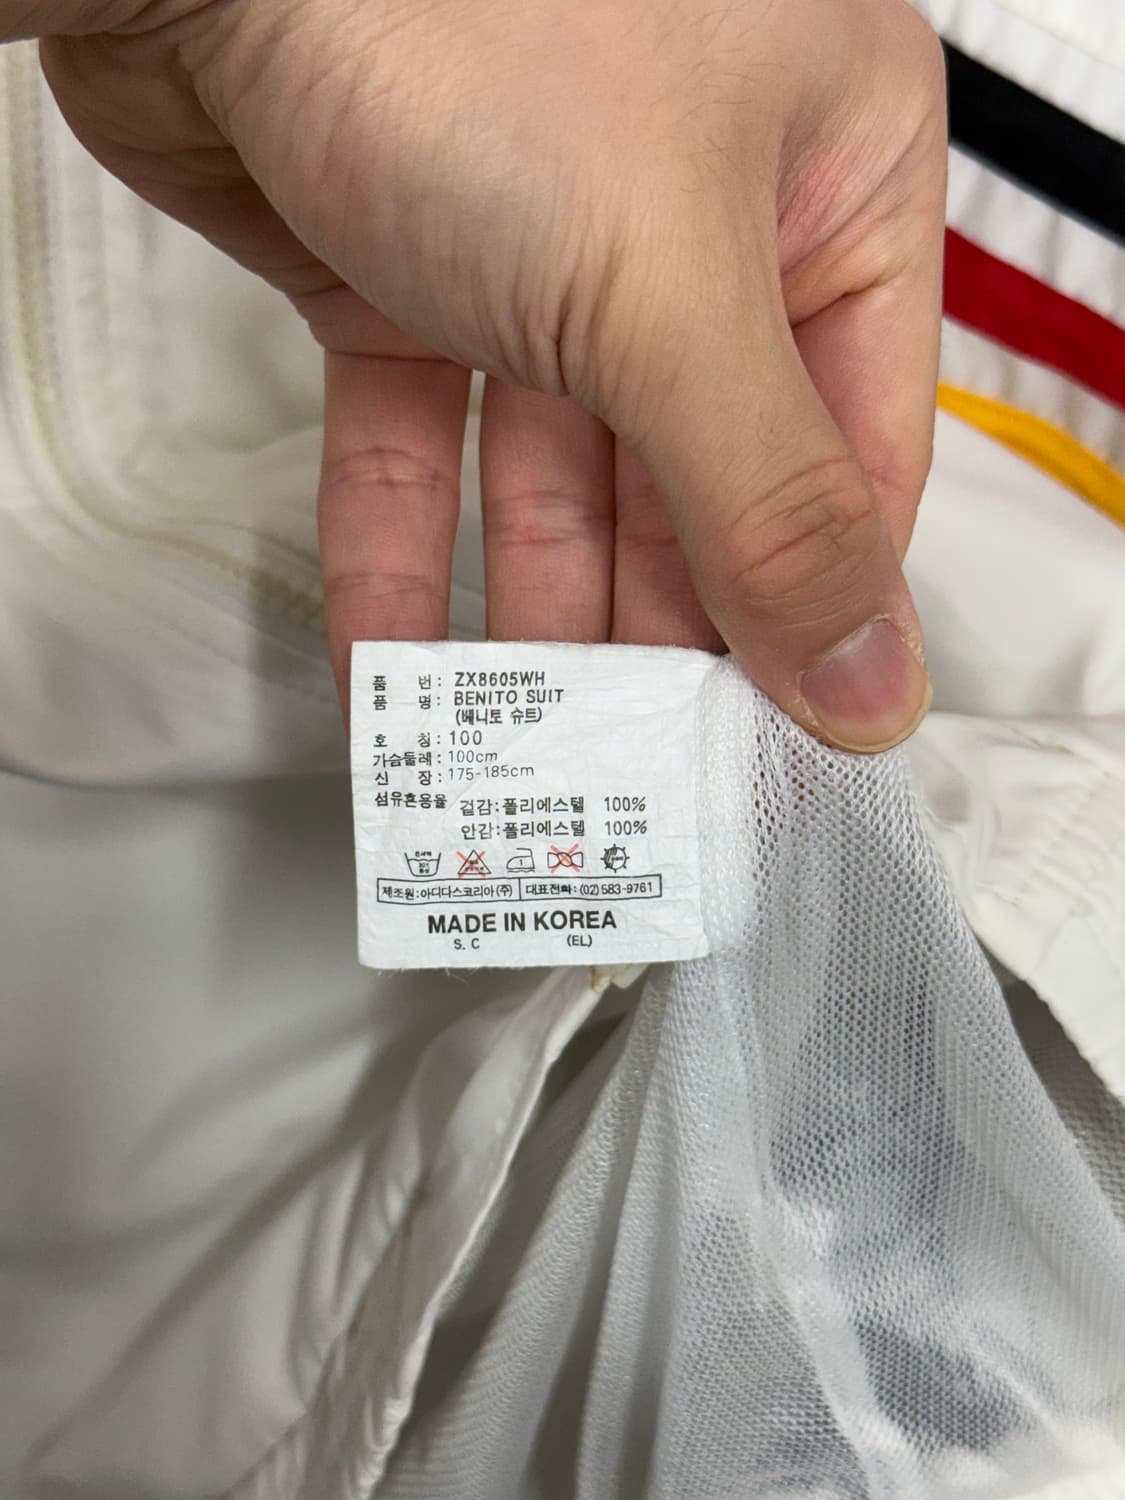 품 번: ZX8605WH
품 명: BENITO SUIT
(베니토 슈트)
호 칭: 100
가슴둘레: 100cm
신 장: 175-185cm
섬유혼용율 겉감:폴리에스텔 100%
안감:폴리에스텔 100%
제조원:아디다스코리아(주) 대표전화:(02)583-9761
MADE IN KOREA
S. C (EL)